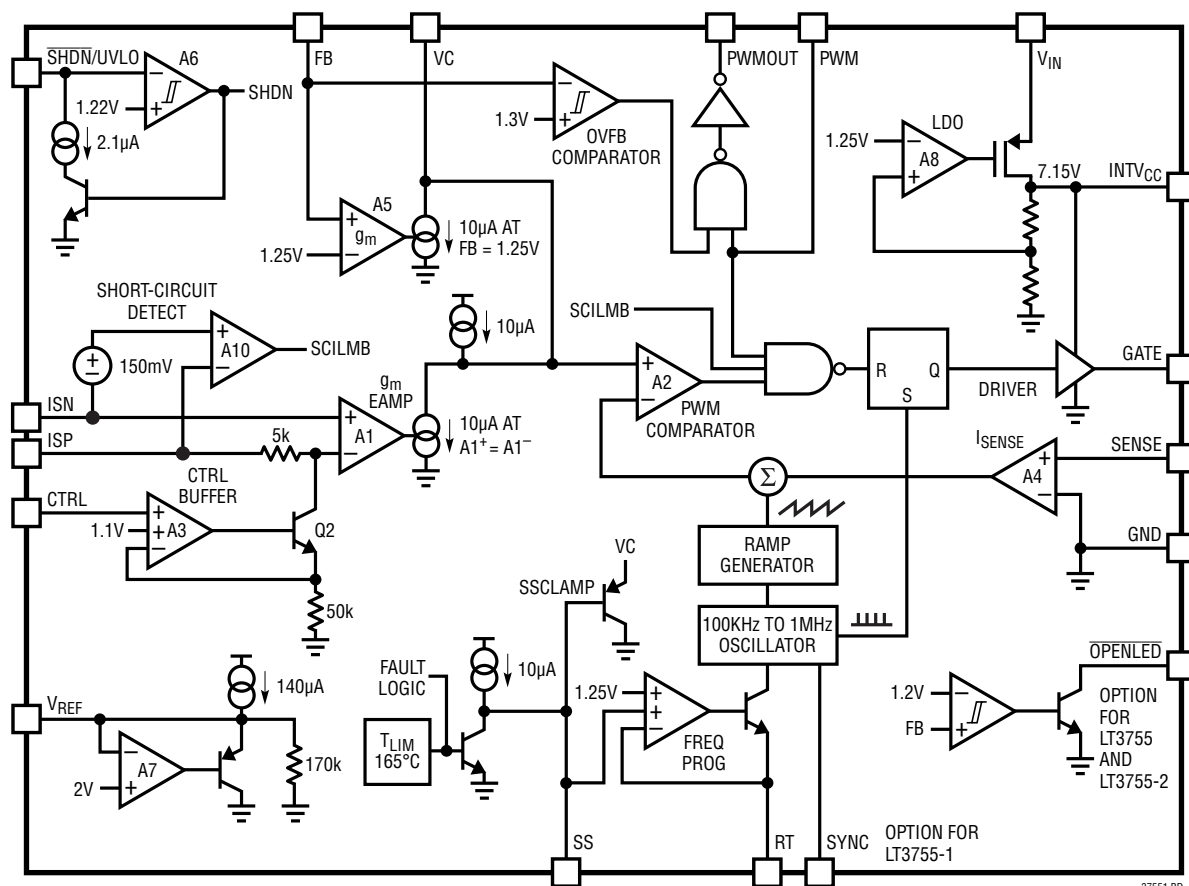 SHDN/UVLO
A6
FB
VC
PWMOUT
PWM
VIN
−
+
1.22V
SHDN
2.1µA
−
+
1.3V
OVFB
COMPARATOR
LDO
1.25V
−
+
A8
7.15V
INTVCC
A5
+
gm
−
1.25V
10µA AT
FB = 1.25V
SHORT-CIRCUIT
DETECT
+
−
A10
SCILMB
+
−
150mV
10µA
SCILMB
gm
EAMP
+
−
A2
PWM
COMPARATOR
R
Q
S
DRIVER
GATE
ISN
ISP
5k
+
−
A1
10µA AT
A1+ = A1−
ISENSE
SENSE
+
−
A4
Σ
CTRL
CTRL
BUFFER
1.1V
+
+
−
A3
Q2
50k
GND
RAMP
GENERATOR
VC
SSCLAMP
100KHz TO 1MHz
OSCILLATOR
OPENLED
VREF
140µA
FAULT
LOGIC
10µA
TLIM
165°C
1.25V
+
+
−
FREQ
PROG
1.2V
−
FB
+
OPTION
FOR
LT3755
AND
LT3755-2
−
A7
2V
+
170k
SS
RT
SYNC
OPTION FOR
LT3755-1
37551 BD